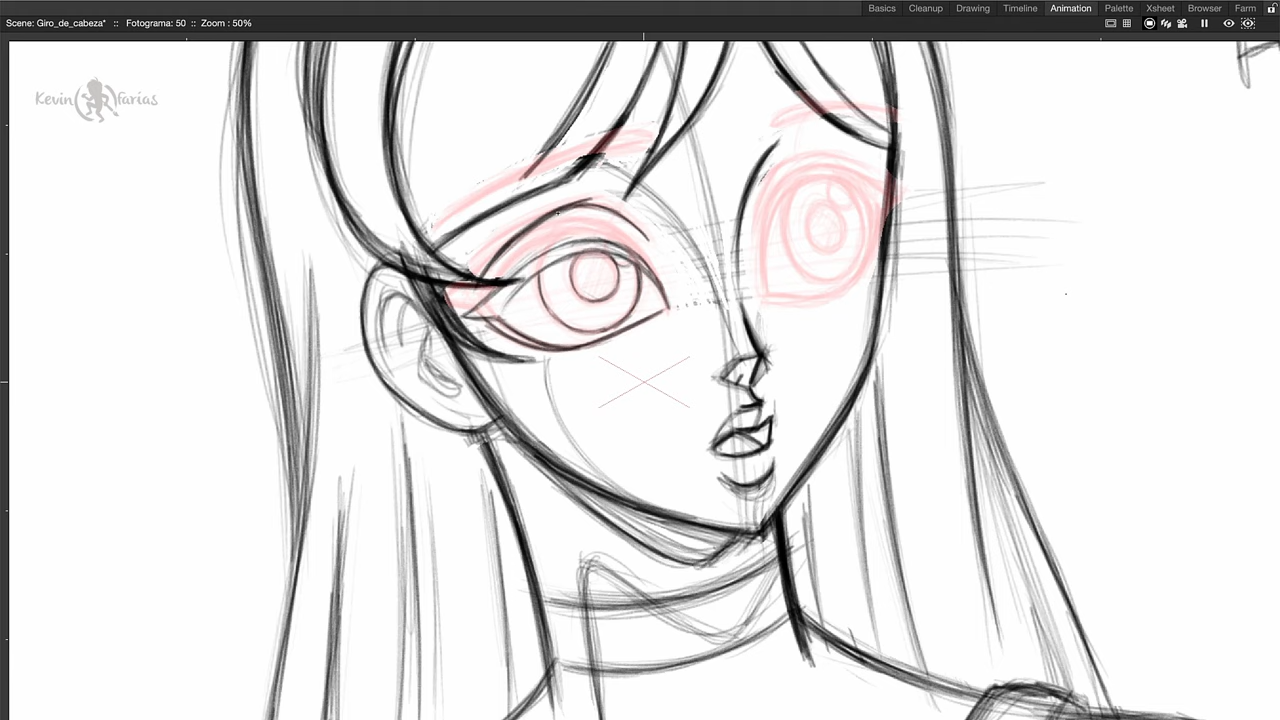 Basics Cleanup Drawing Timeline Animation Palette Xsheet Browser Farm
Scene: Giro_de_cabeza* :: Fotograma: 50 :: Zoom : 50%
Kevin farias